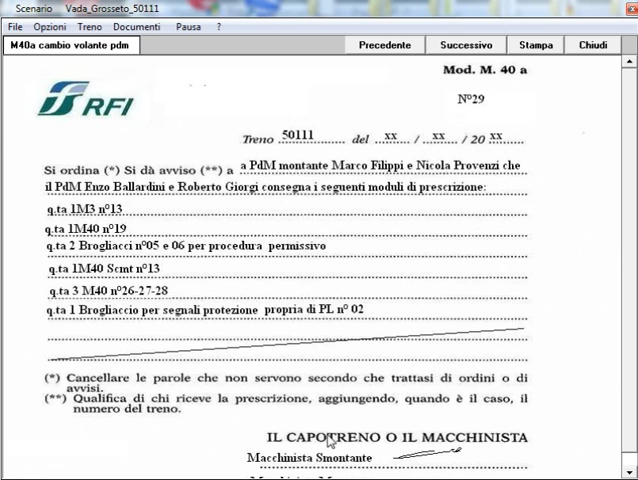 Scenario Vada_Grosseto_50111
File Opzioni Treno Documenti Pausa ?
M40a cambio volante pdm Precedente Successivo Stampa Chiudi
Mod. M. 40 a
RFI
N°29
Treno 50111 del xx / xx / 20 xx
Si ordina (*) Si dà avviso (**) a a PdM montante Marco Filippi e Nicola Provenzi che
il PdM Enzo Ballardini e Roberto Giorgi consegna i seguenti moduli di prescrizione:
q.ta 1M3 n°13
q.ta 1M40 n°19
q.ta 2 Brogliacci n°05 e 06 per procedura permissivo
q.ta 1M40 Scmt n°13
q.ta 3 M40 n°26-27-28
q.ta 1 Brogliaccio per segnali protezione propria di PL n° 02
(*) Cancellare le parole che non servono secondo che trattasi di ordini o di
avvisi.
(**) Qualifica di chi riceve la prescrizione, aggiungendo, quando è il caso, il
numero del treno.
IL CAPOTRENO O IL MACCHINISTA
Macchinista Smontante